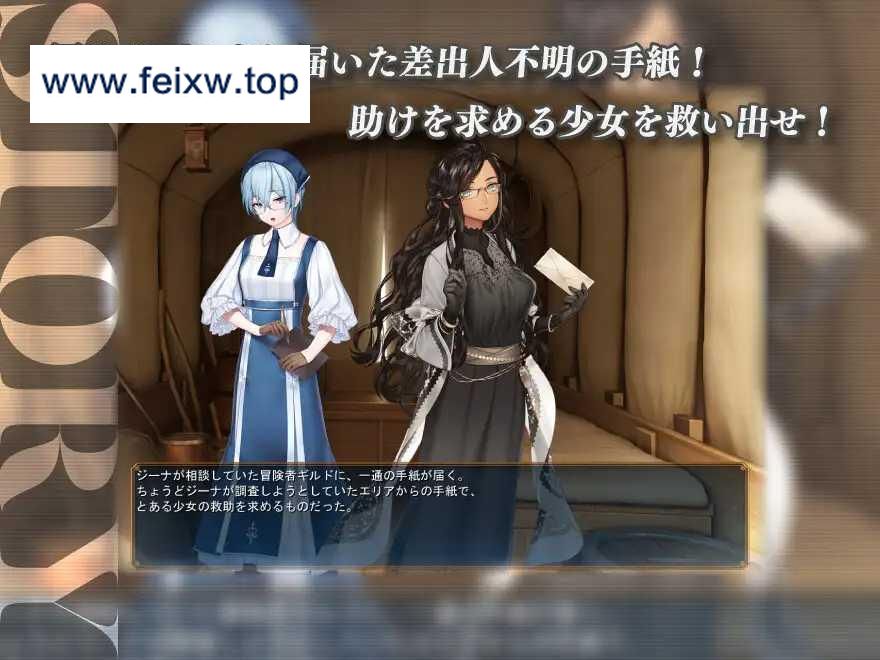 www.feixw.top
届いた差出人不明の手紙！
助けを求める少女を救い出せ！
STORY
ジーナが相談していた冒険者ギルドに、一通の手紙が届く。
ちょうどジーナが調査しようとしていたエリアからの手紙で、
とある少女の救助を求めるものだった。